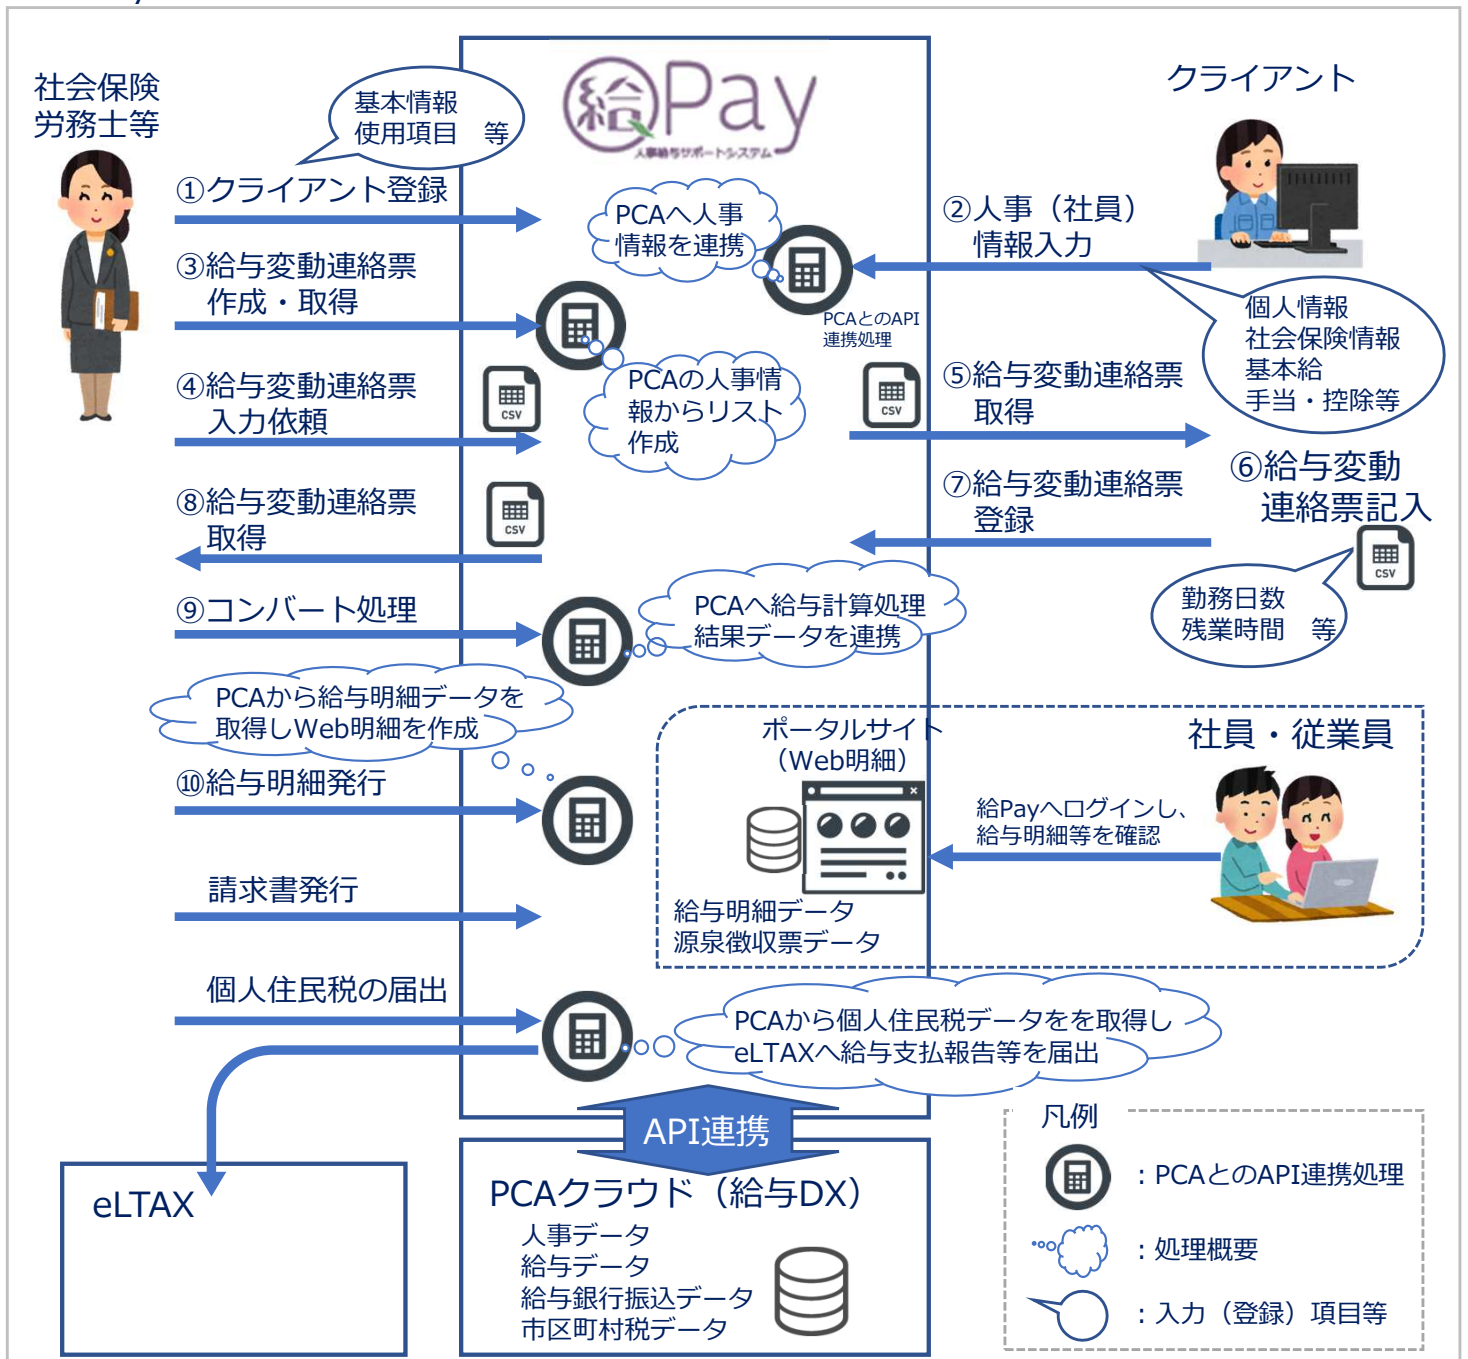 社会保険
労務士等
基本情報
使用項目　等
給Pay
人事給与サポートシステム
クライアント
①クライアント登録
PCAへ人事
情報を連携
②人事（社員）
情報入力
③給与変動連絡票
作成・取得
PCAとのAPI
連携処理
個人情報
社会保険情報
基本給
手当・控除等
④給与変動連絡票
入力依頼
CSV
PCAの人事情
報からリスト
作成
CSV
⑤給与変動連絡票
取得
⑥給与変動
連絡票記入
CSV
勤務日数
残業時間　等
⑦給与変動連絡票
登録
⑧給与変動連絡票
取得
CSV
⑨コンバート処理
PCAへ給与計算処理
結果データを連携
PCAから給与明細データを
取得しWeb明細を作成
⑩給与明細発行
ポータルサイト
（Web明細）
社員・従業員
給Payへログインし、
給与明細等を確認
給与明細データ
源泉徴収票データ
請求書発行
個人住民税の届出
PCAから個人住民税データをを取得し
eLTAXへ給与支払報告等を届出
API連携
eLTAX
PCAクラウド（給与DX）
人事データ
給与データ
給与銀行振込データ
市区町村税データ
凡例
：PCAとのAPI連携処理
：処理概要
：入力（登録）項目等